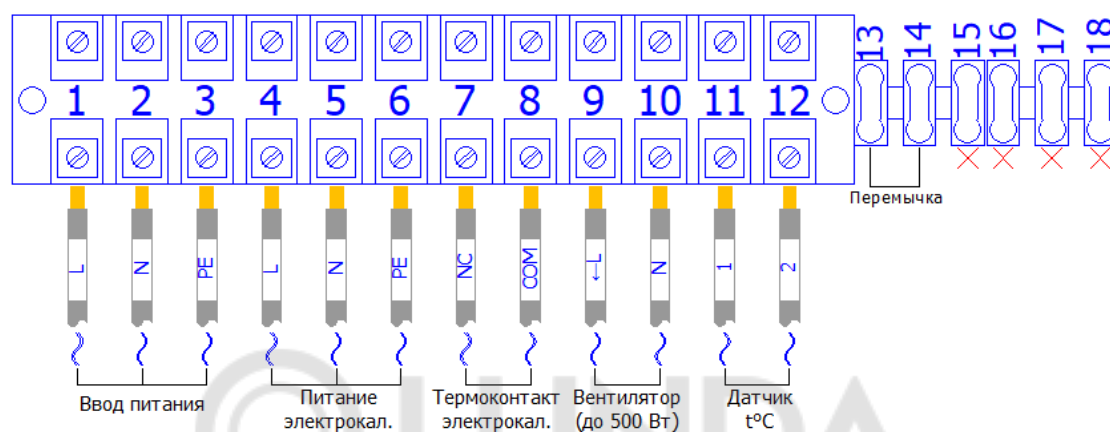 1 2 3 4 5 6 7 8 9 10 11 12 13 14 15 16 17 18
Перемычка
L N PE L N PE NC COM ←L N 1 2
Ввод питания
Питание
электрокал.
Термоконтакт
электрокал.
Вентилятор
(до 500 Вт)
Датчик
t°C
LUNDA